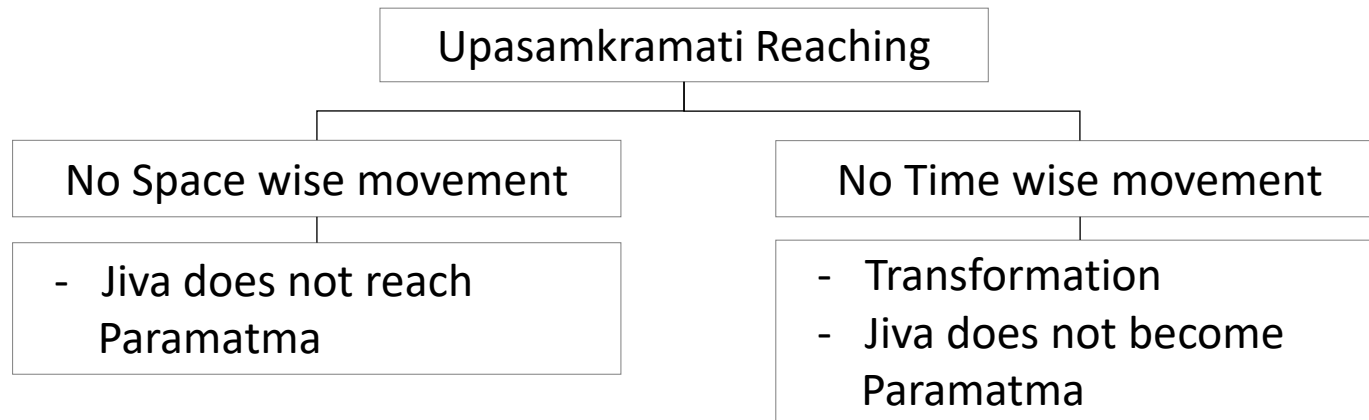 Upasamkramati Reaching
No Space wise movement
No Time wise movement
- Jiva does not reach
Paramatma
- Transformation
- Jiva does not become
Paramatma